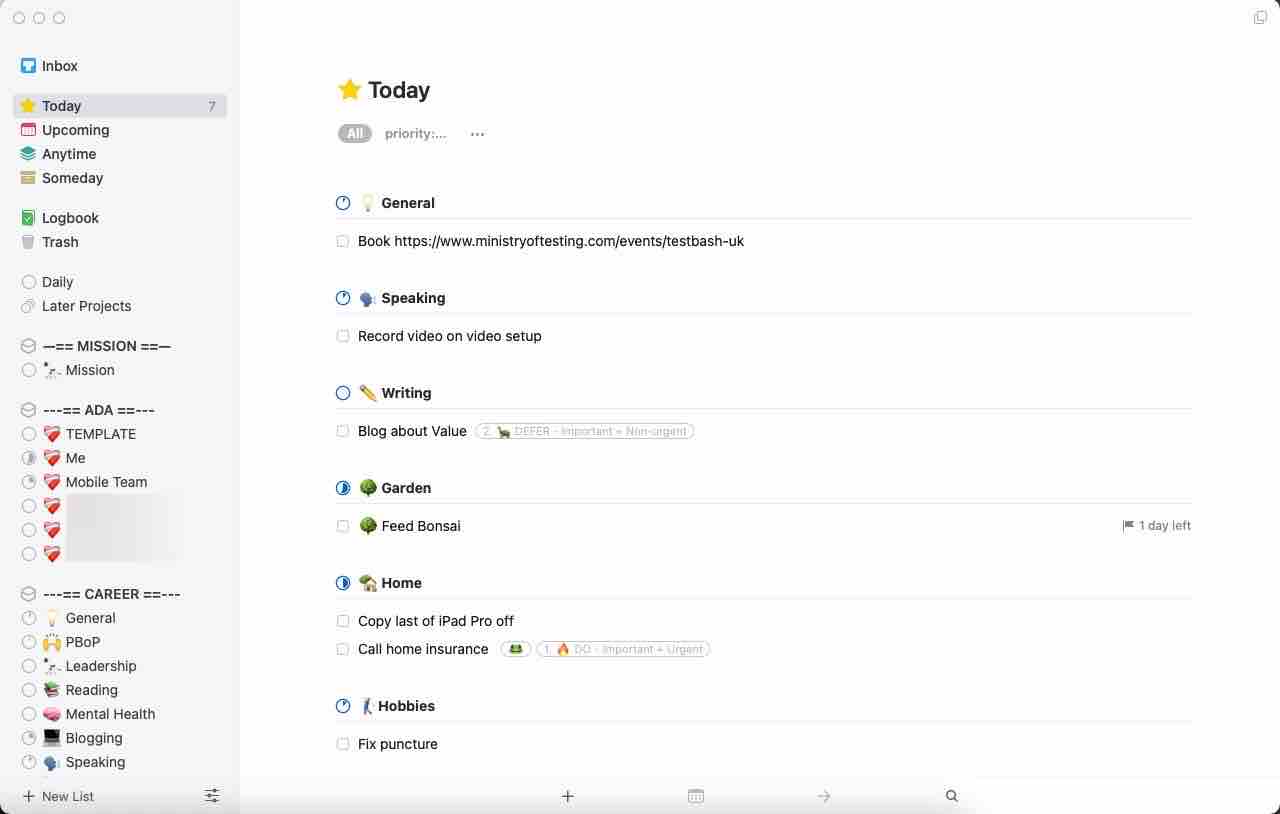 Inbox
Today 7
Upcoming
Anytime
Someday
Logbook
Trash
Daily
Later Projects
—== MISSION ==—
Mission
---== ADA ==---
TEMPLATE
Me
Mobile Team
---== CAREER ==---
General
PBoP
Leadership
Reading
Mental Health
Blogging
Speaking
New List
Today
All priority:... ...
General
Book https://www.ministryoftesting.com/events/testbash-uk
Speaking
Record video on video setup
Writing
Blog about Value 2. DEFER - Important + Non-urgent
Garden
Feed Bonsai 1 day left
Home
Copy last of iPad Pro off
Call home insurance 1. DO - Important + Urgent
Hobbies
Fix puncture